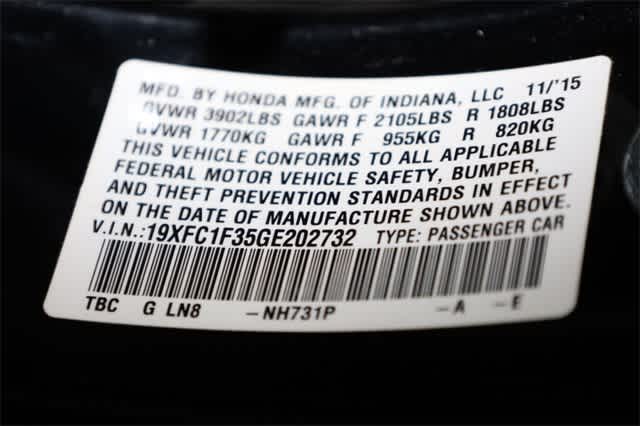 MFD. BY HONDA MFG. OF INDIANA, LLC 11/'15
GVWR 3902LBS GAWR F 2105LBS R 1808LBS
GVWR 1770KG GAWR F 955KG R 820KG
THIS VEHICLE CONFORMS TO ALL APPLICABLE
FEDERAL MOTOR VEHICLE SAFETY, BUMPER,
AND THEFT PREVENTION STANDARDS IN EFFECT
ON THE DATE OF MANUFACTURE SHOWN ABOVE.
V.I.N.:19XFC1F35GE202732 TYPE: PASSENGER CAR
TBC G LN8 -NH731P -A -E